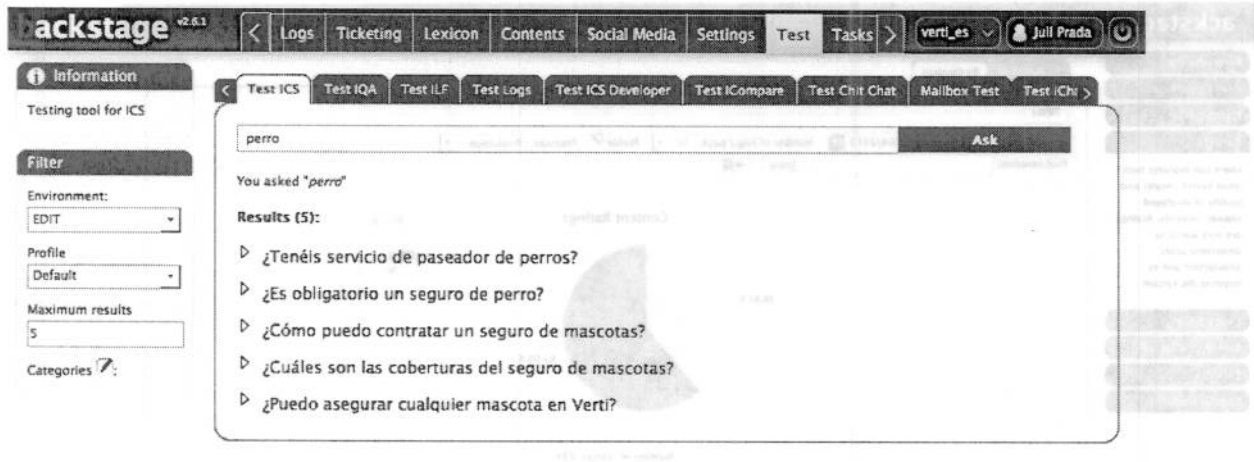 ackstage v2.6.1
Logs Ticketing Lexicon Contents Social Media Settings Test Tasks verti_es Juli Prada
Information
Testing tool for ICS
Filter
Environment:
EDIT
Profile
Default
Maximum results
5
Categories :
Test ICS Test IQA Test ILF Test Logs Test ICS Developer Test ICompare Test Chit Chat Mailbox Test Test iCh
perro Ask
You asked "perro"
Results (5):
¿Tenéis servicio de paseador de perros?
¿Es obligatorio un seguro de perro?
¿Cómo puedo contratar un seguro de mascotas?
¿Cuáles son las coberturas del seguro de mascotas?
¿Puedo asegurar cualquier mascota en Verti?